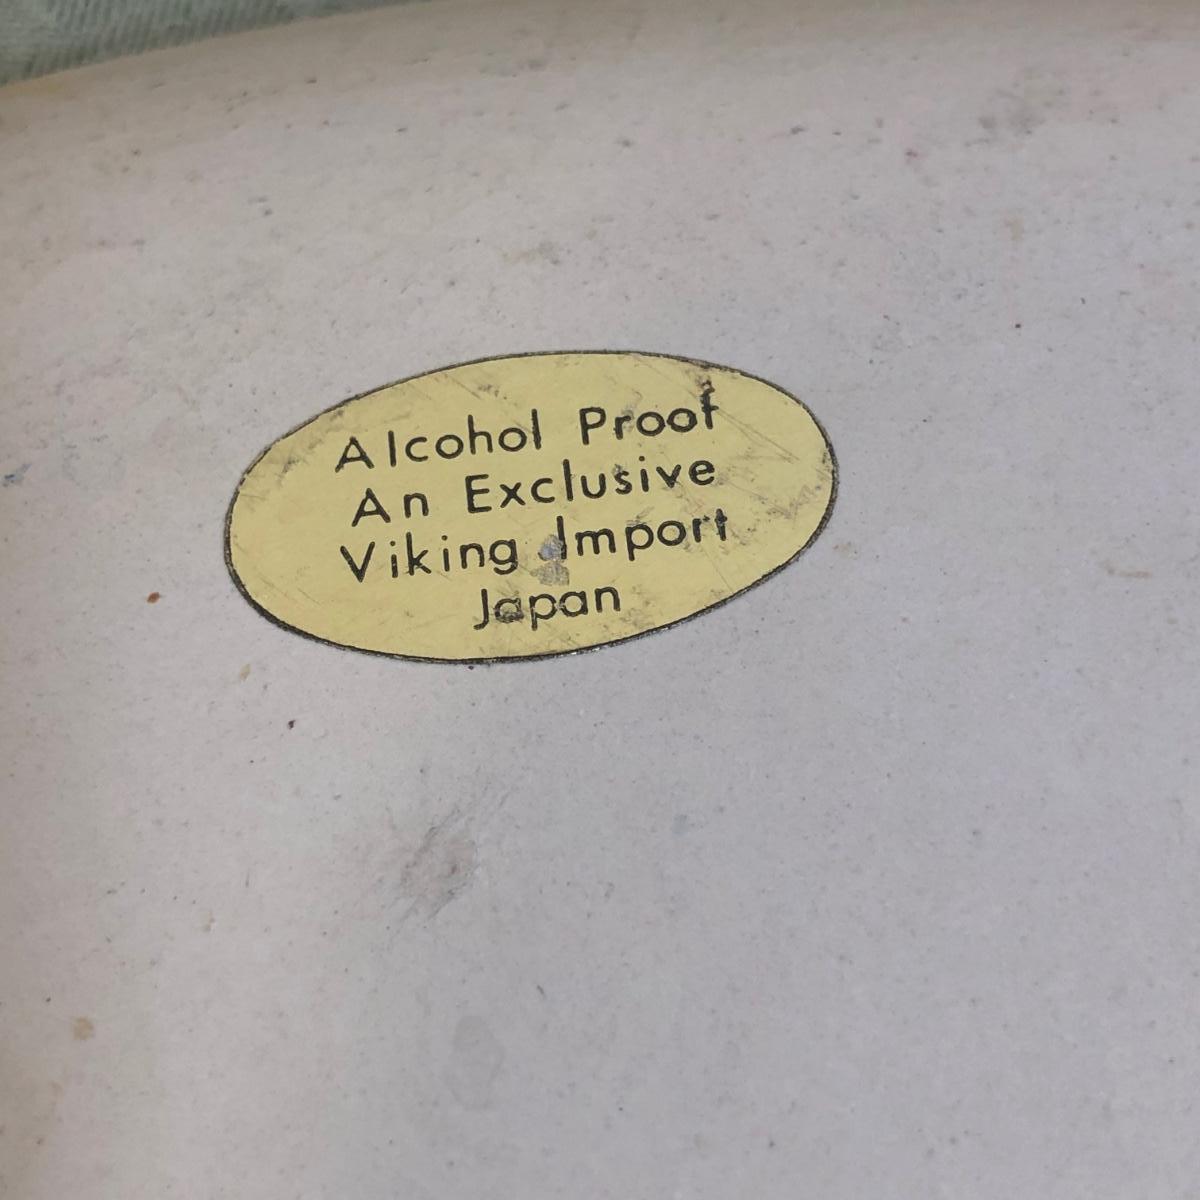 Alcohol Proof
An Exclusive
Viking Import
Japan